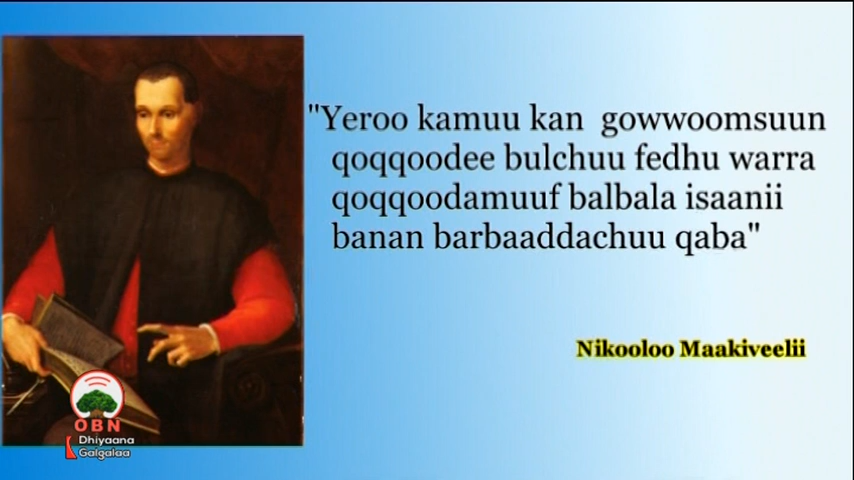 "Yeroo kamuu kan gowwoomsuun
qoqqoodee bulchuu fedhu warra
qoqqoodamuuf balbala isaanii
banan barbaaddachuu qaba"
Nikooloo Maakiveelii
OBN
Dhiyaana
Galgalaa